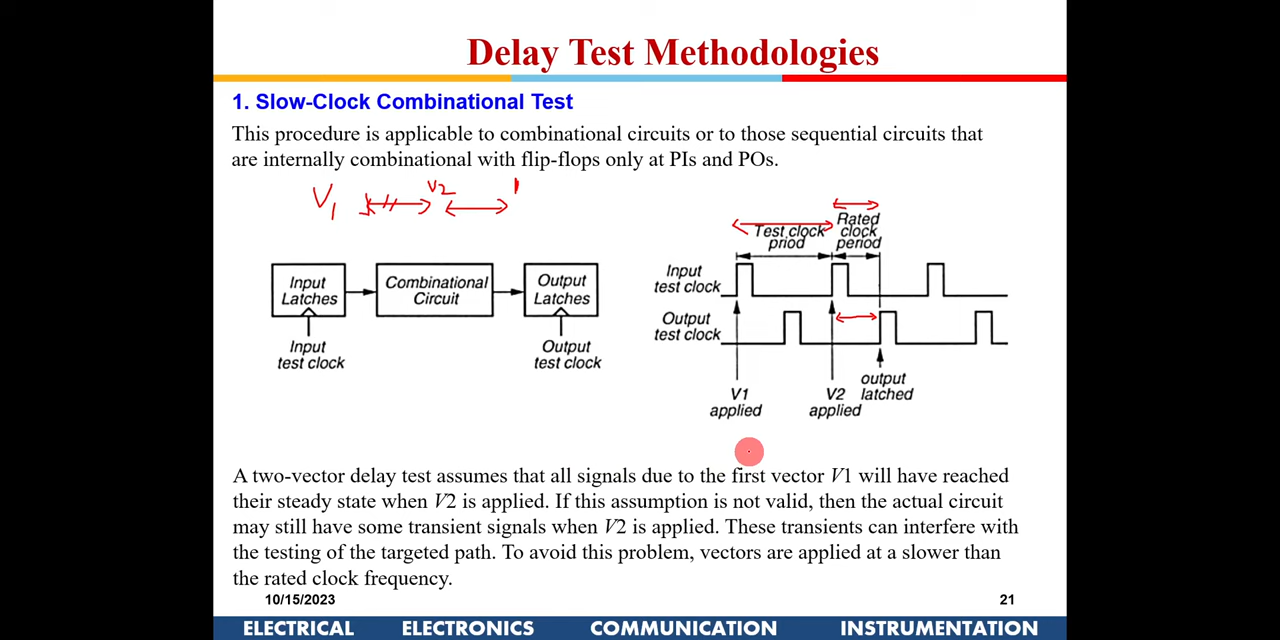 Delay Test Methodologies
1. Slow-Clock Combinational Test
This procedure is applicable to combinational circuits or to those sequential circuits that
are internally combinational with flip-flops only at PIs and POs.
V1
V2
Input
Latches
Combinational
Circuit
Output
Latches
Input
test clock
Output
test clock
Test clock
priod
Rated
clock
period
Input
test clock
Output
test clock
V1
applied
V2
applied
output
latched
A two-vector delay test assumes that all signals due to the first vector V1 will have reached
their steady state when V2 is applied. If this assumption is not valid, then the actual circuit
may still have some transient signals when V2 is applied. These transients can interfere with
the testing of the targeted path. To avoid this problem, vectors are applied at a slower than
the rated clock frequency.
10/15/2023
21
ELECTRICAL ELECTRONICS COMMUNICATION INSTRUMENTATION